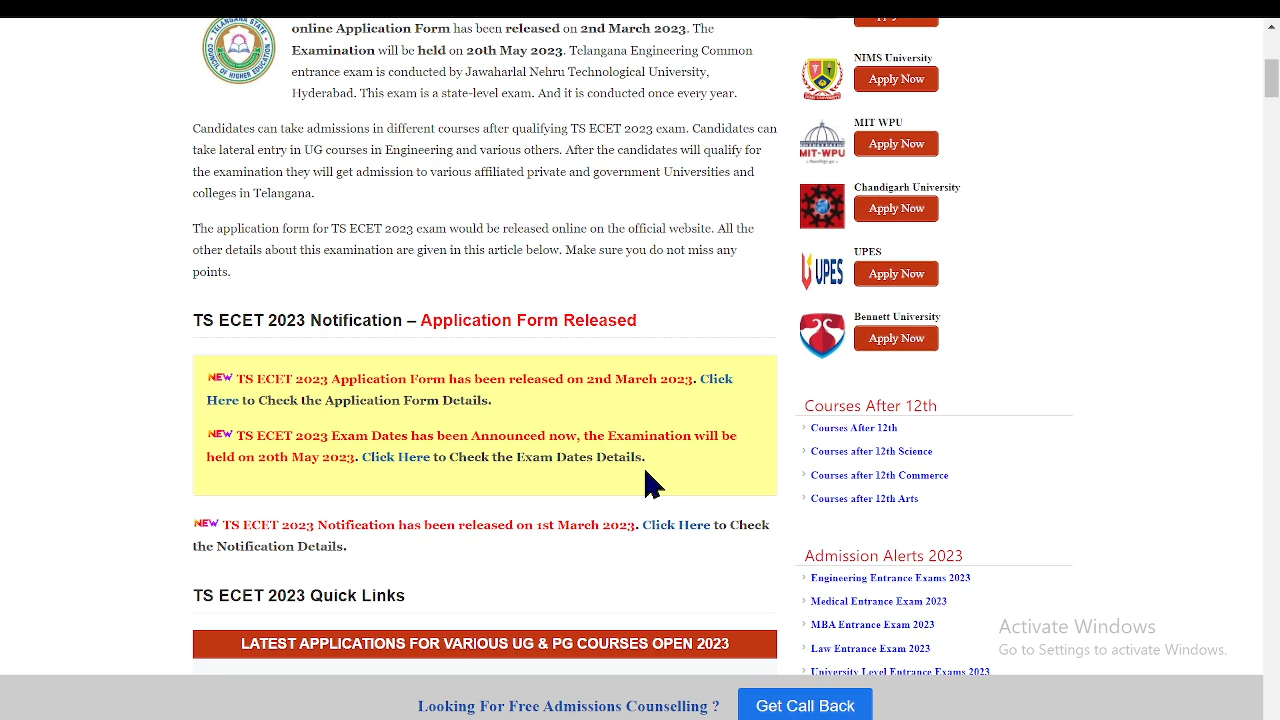 online Application Form has been released on 2nd March 2023. The
Examination will be held on 20th May 2023. Telangana Engineering Common
entrance exam is conducted by Jawaharlal Nehru Technological University,
Hyderabad. This exam is a state-level exam. And it is conducted once every year.
Candidates can take admissions in different courses after qualifying TS ECET 2023 exam. Candidates can
take lateral entry in UG courses in Engineering and various others. After the candidates will qualify for
the examination they will get admission to various affiliated private and government Universities and
colleges in Telangana.
The application form for TS ECET 2023 exam would be released online on the official website. All the
other details about this examination are given in this article below. Make sure you do not miss any
points.
TS ECET 2023 Notification – Application Form Released
NEW TS ECET 2023 Application Form has been released on 2nd March 2023. Click
Here to Check the Application Form Details.
NEW TS ECET 2023 Exam Dates has been Announced now, the Examination will be
held on 20th May 2023. Click Here to Check the Exam Dates Details.
NEW TS ECET 2023 Notification has been released on 1st March 2023. Click Here to Check
the Notification Details.
TS ECET 2023 Quick Links
LATEST APPLICATIONS FOR VARIOUS UG & PG COURSES OPEN 2023
NIMS University
Apply Now
MIT WPU
MIT-WPU
Apply Now
Chandigarh University
Apply Now
UPES
UPES
Apply Now
Bennett University
Apply Now
Courses After 12th
Courses After 12th
Courses after 12th Science
Courses after 12th Commerce
Courses after 12th Arts
Admission Alerts 2023
Engineering Entrance Exams 2023
Medical Entrance Exam 2023
MBA Entrance Exam 2023
Law Entrance Exam 2023
University Level Entrance Exams 2023
Activate Windows
Go to Settings to activate Windows.
Looking For Free Admissions Counselling ?
Get Call Back